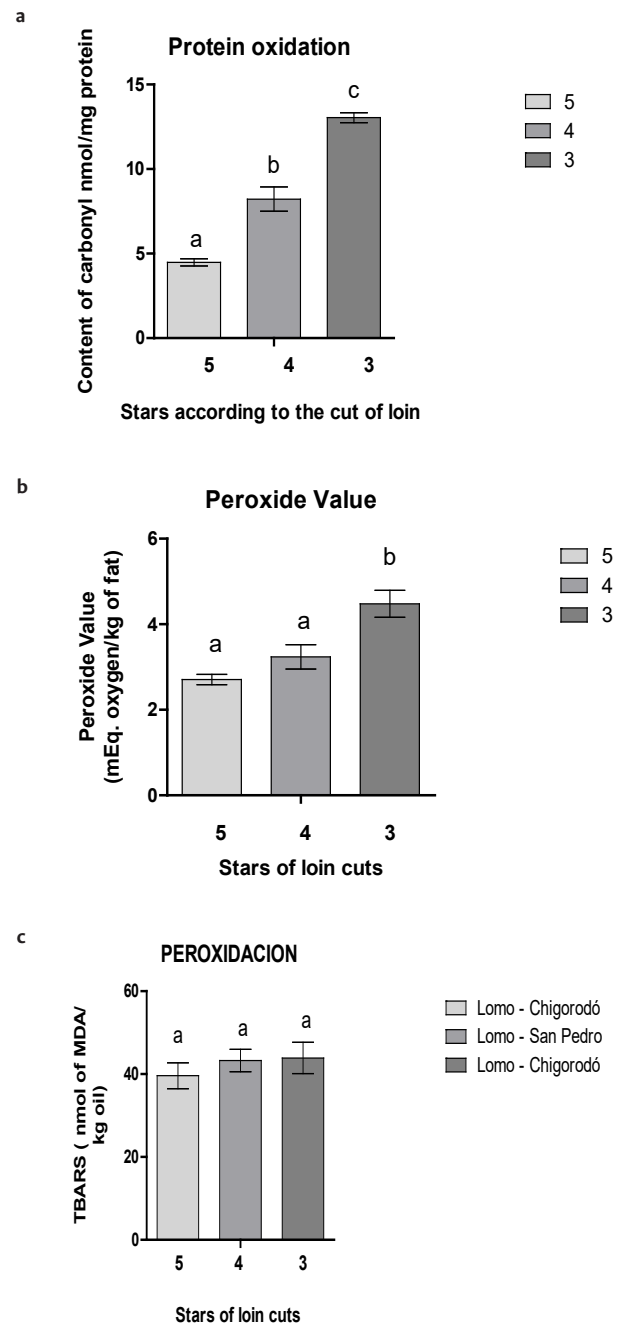 a
Protein oxidation
Content of carbonyl nmol/mg protein
15
10
5
0
a
b
c
5
4
3
5
4
3
Stars according to the cut of loin
b
Peroxide Value
Peroxide Value
(mEq. oxygen/kg of fat)
6
4
2
0
a
a
b
5
4
3
5
4
3
Stars of loin cuts
c
PEROXIDACION
TBARS ( nmol of MDA/
kg oil)
60
40
20
0
a
a
a
Lomo - Chigorodó
Lomo - San Pedro
Lomo - Chigorodó
5
4
3
Stars of loin cuts